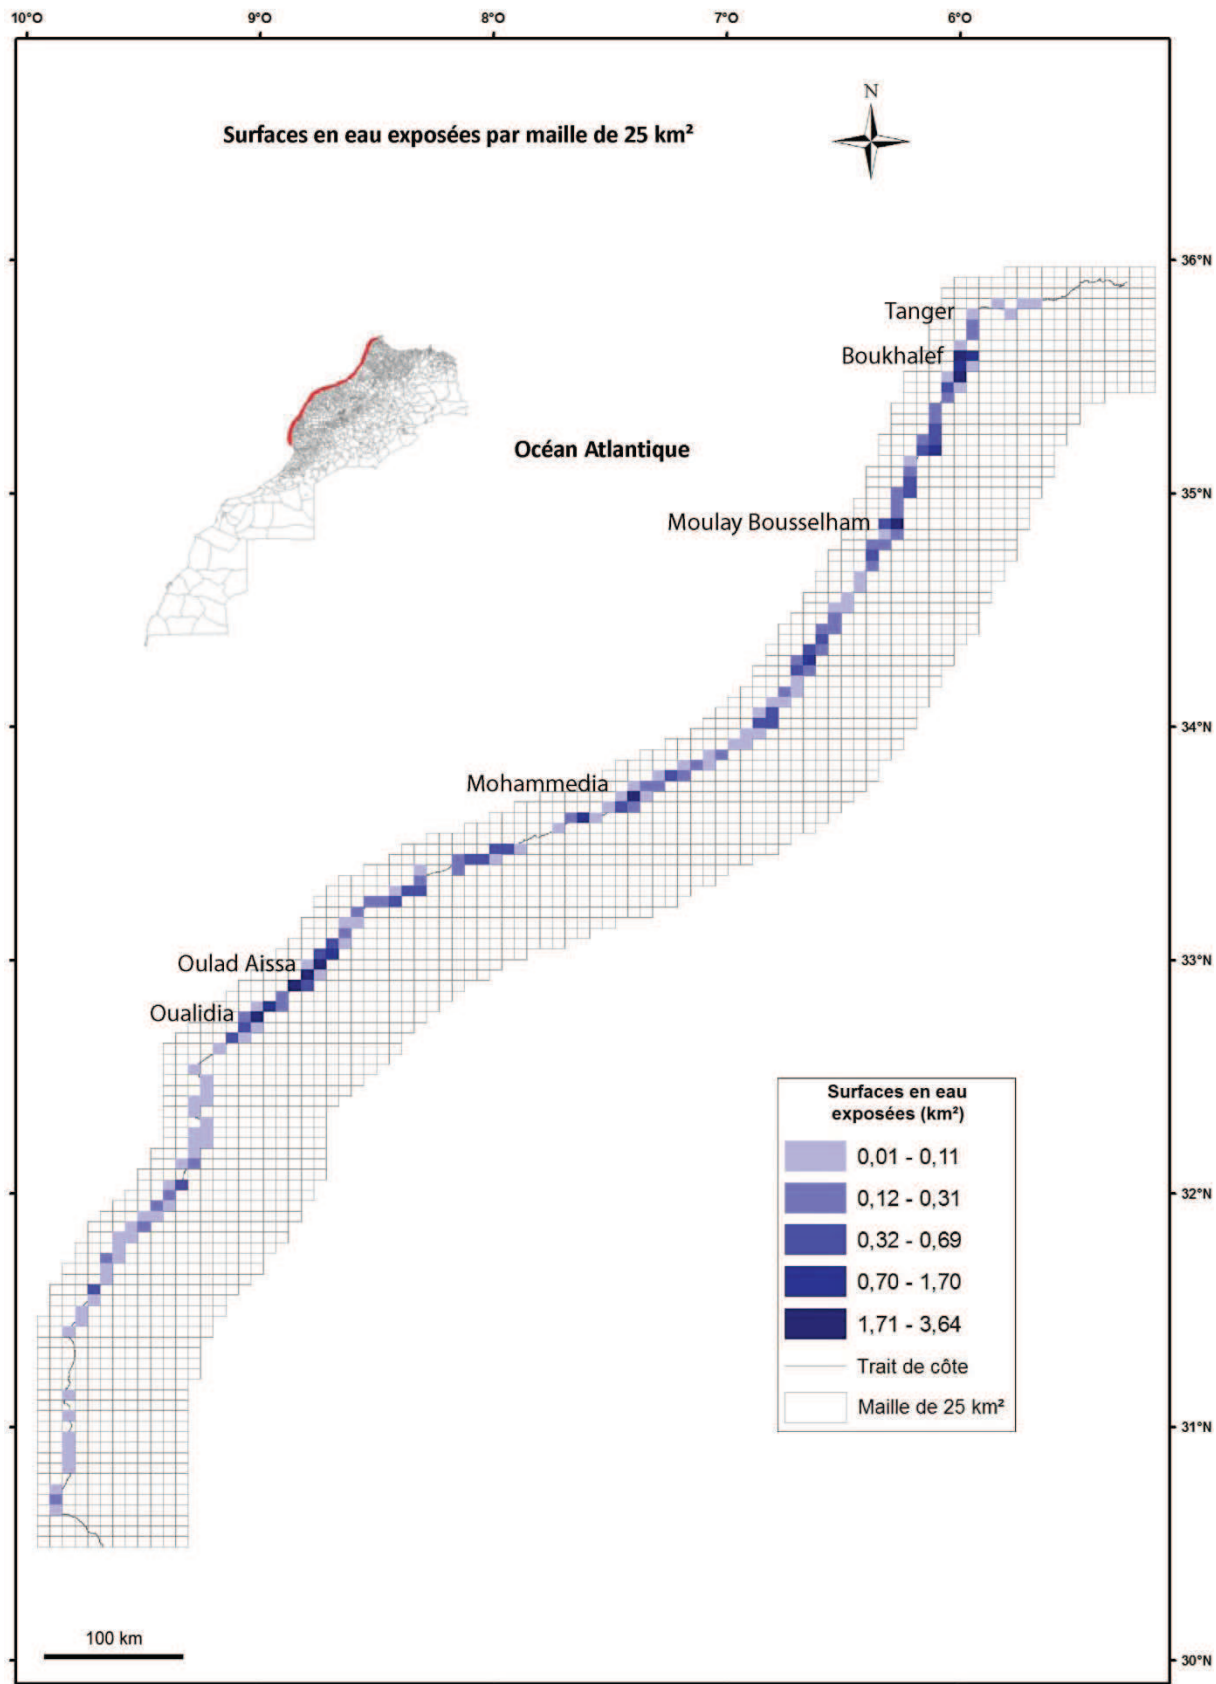 10°O 9°O 8°O 7°O 6°O
N
Surfaces en eau exposées par maille de 25 km²
36°N
Tanger
Boukhalef
Océan Atlantique
35°N
Moulay Bousselham
34°N
Mohammedia
Oulad Aissa
33°N
Oualidia
Surfaces en eau
exposées (km²)
0,01 - 0,11
0,12 - 0,31
32°N
0,32 - 0,69
0,70 - 1,70
1,71 - 3,64
Trait de côte
Maille de 25 km²
31°N
100 km
30°N